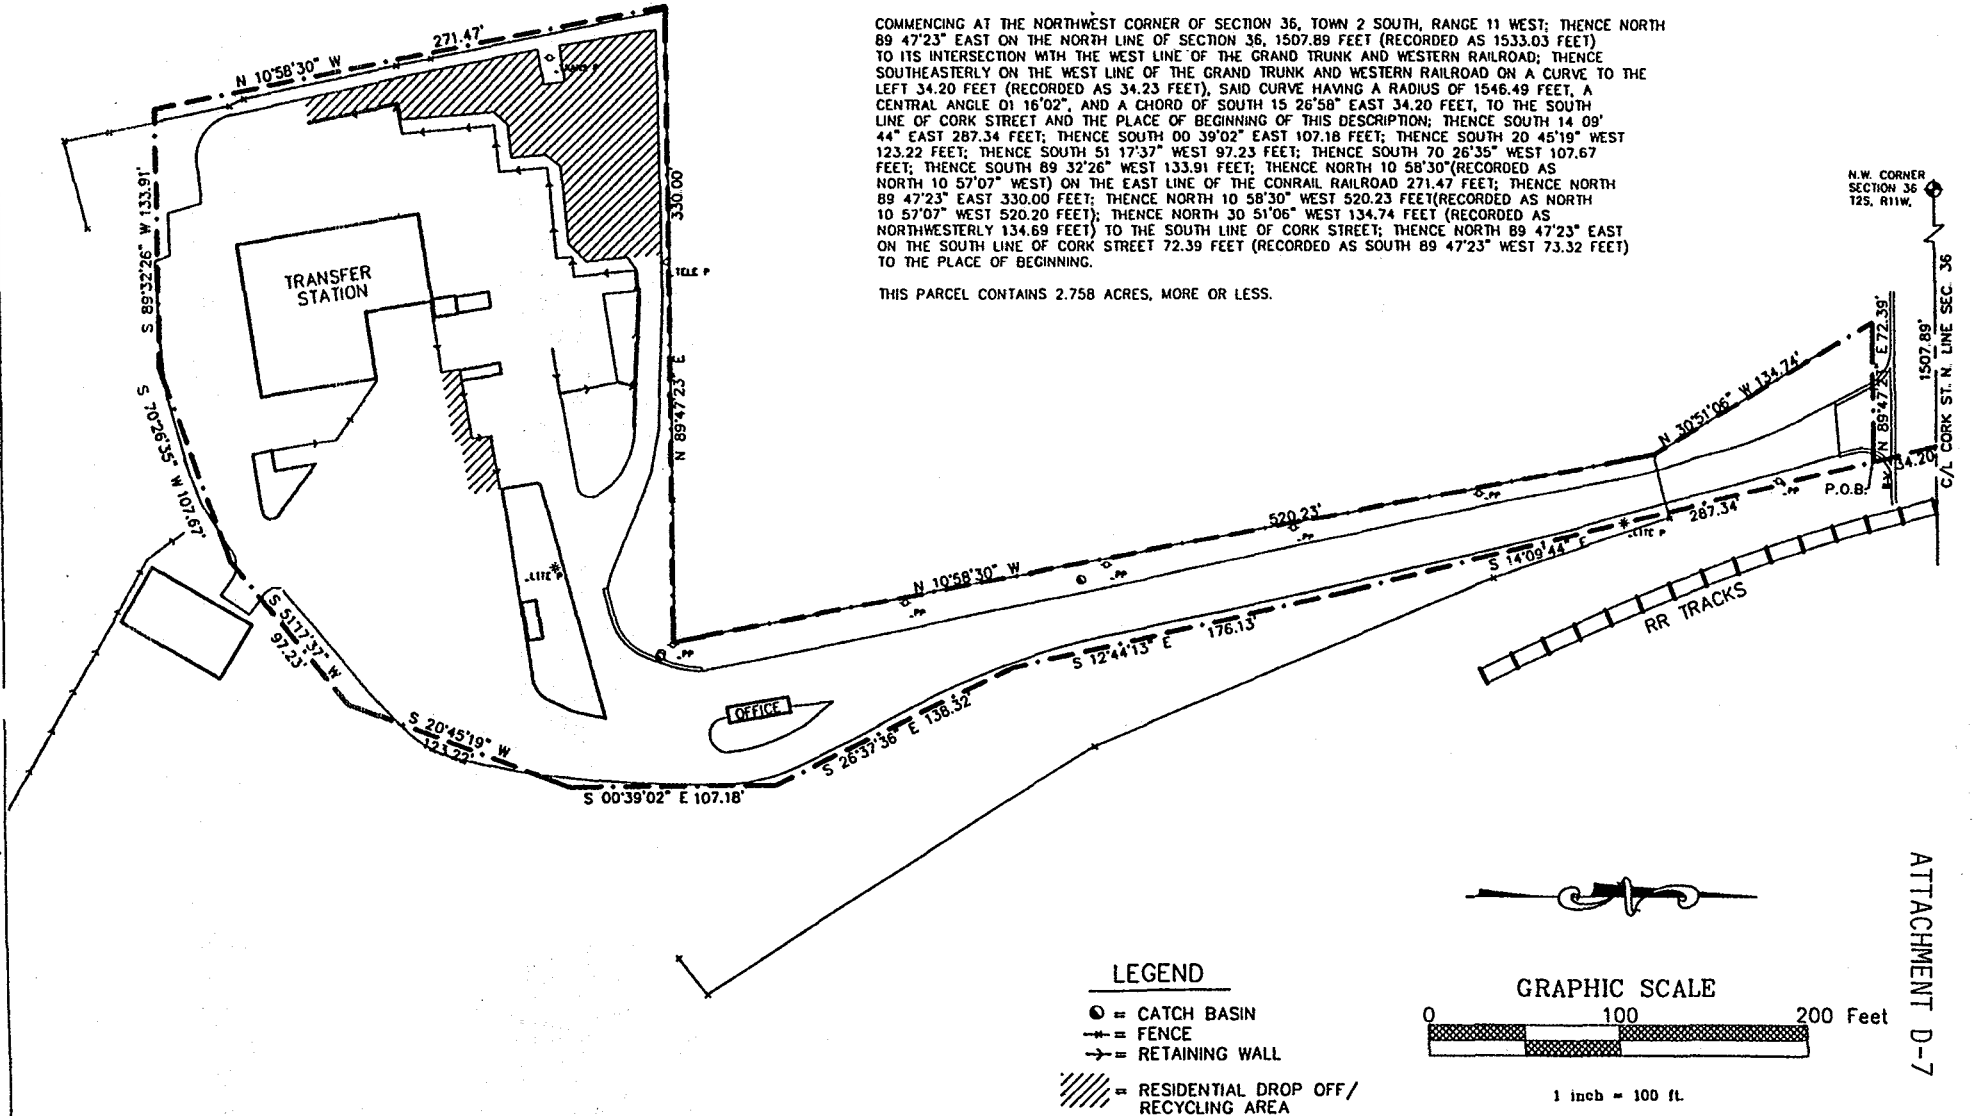 COMMENCING AT THE NORTHWEST CORNER OF SECTION 36, TOWN 2 SOUTH, RANGE 11 WEST; THENCE NORTH
89 47'23" EAST ON THE NORTH LINE OF SECTION 36, 1507.89 FEET (RECORDED AS 1533.03 FEET)
TO ITS INTERSECTION WITH THE WEST LINE OF THE GRAND TRUNK AND WESTERN RAILROAD; THENCE
SOUTHEASTERLY ON THE WEST LINE OF THE GRAND TRUNK AND WESTERN RAILROAD ON A CURVE TO THE
LEFT 34.20 FEET (RECORDED AS 34.23 FEET), SAID CURVE HAVING A RADIUS OF 1546.49 FEET, A
CENTRAL ANGLE 01 16'02", AND A CHORD OF SOUTH 15 26'58" EAST 34.20 FEET, TO THE SOUTH
LINE OF CORK STREET AND THE PLACE OF BEGINNING OF THIS DESCRIPTION; THENCE SOUTH 14 09'
44" EAST 287.34 FEET; THENCE SOUTH 00 39'02" EAST 107.18 FEET; THENCE SOUTH 20 45'19" WEST
123.22 FEET; THENCE SOUTH 51 17'37" WEST 97.23 FEET; THENCE SOUTH 70 26'35" WEST 107.67
FEET; THENCE SOUTH 89 32'26" WEST 133.91 FEET; THENCE NORTH 10 58'30"(RECORDED AS
NORTH 10 57'07" WEST) ON THE EAST LINE OF THE CONRAIL RAILROAD 271.47 FEET; THENCE NORTH
89 47'23" EAST 330.00 FEET; THENCE NORTH 10 58'30" WEST 520.23 FEET(RECORDED AS NORTH
10 57'07" WEST 520.20 FEET); THENCE NORTH 30 51'06" WEST 134.74 FEET (RECORDED AS
NORTHWESTERLY 134.69 FEET) TO THE SOUTH LINE OF CORK STREET; THENCE NORTH 89 47'23" EAST
ON THE SOUTH LINE OF CORK STREET 72.39 FEET (RECORDED AS SOUTH 89 47'23" WEST 73.32 FEET)
TO THE PLACE OF BEGINNING.
THIS PARCEL CONTAINS 2.758 ACRES, MORE OR LESS.
N 10°58'30" W
271.47'
S 89°32'26" W 133.91'
330.00
N 89°47'23" E
TELE P
TRANSFER
STATION
S 70°26'35" W 107.67'
S 51°17'37" W
97.23'
S 20°45'19" W
123.22'
S 00°39'02" E 107.18'
LITE P
PP
OFFICE
S 26°37'36" E 138.32'
S 12°44'13" E 176.13'
N 10°58'30" W 520.23'
PP
PP
PP
PP
PP
S 14°09'44" E 287.34'
LITE P
N 30°51'06" W 134.74'
N 89°47'23" E 72.39'
34.20
P.O.B.
N.W. CORNER
SECTION 36
T2S, R11W,
1507.89'
C/L CORK ST. N. LINE SEC. 36
RR TRACKS
LEGEND
= CATCH BASIN
= FENCE
= RETAINING WALL
= RESIDENTIAL DROP OFF/
RECYCLING AREA
GRAPHIC SCALE
0 100 200 Feet
1 inch = 100 ft.
ATTACHMENT D-7